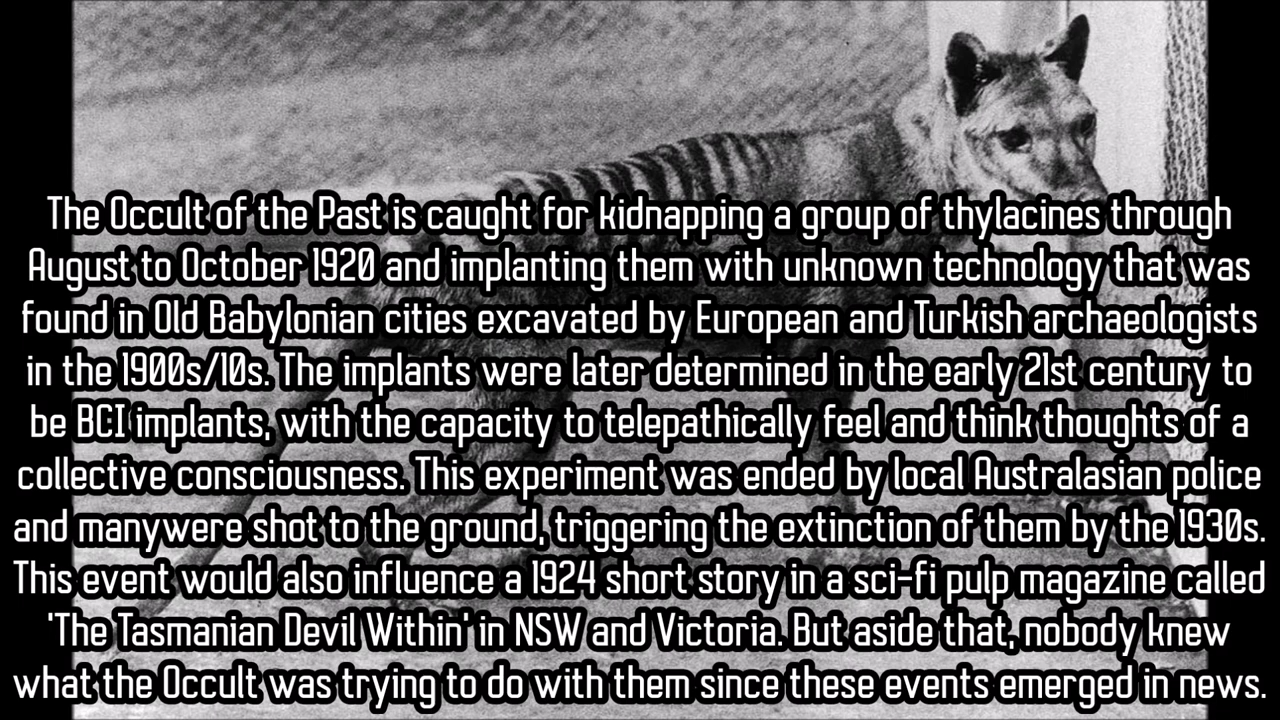 The Occult of the Past is caught for kidnapping a group of thylacines through
August to October 1920 and implanting them with unknown technology that was
found in Old Babylonian cities excavated by European and Turkish archaeologists
in the 1900s/10s. The implants were later determined in the early 21st century to
be BCI implants, with the capacity to telepathically feel and think thoughts of a
collective consciousness. This experiment was ended by local Australasian police
and manywere shot to the ground, triggering the extinction of them by the 1930s.
This event would also influence a 1924 short story in a sci-fi pulp magazine called
'The Tasmanian Devil Within' in NSW and Victoria. But aside that, nobody knew
what the Occult was trying to do with them since these events emerged in news.